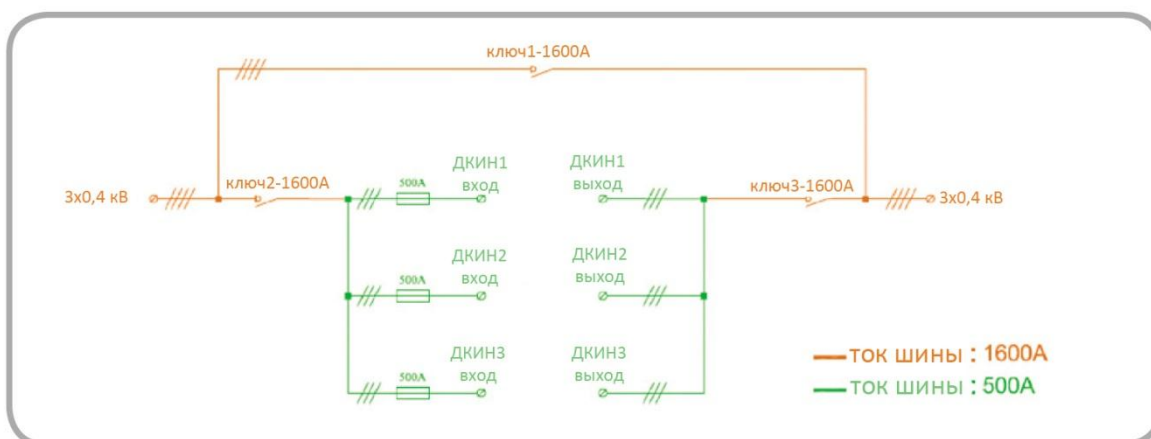 ключ1-1600А
3х0,4 кВ
ключ2-1600А
500А
ДКИН1
вход
ДКИН1
выход
ключ3-1600А
3х0,4 кВ
500А
ДКИН2
вход
ДКИН2
выход
500А
ДКИН3
вход
ДКИН3
выход
ТОК ШИНЫ : 1600А
ТОК ШИНЫ : 500А